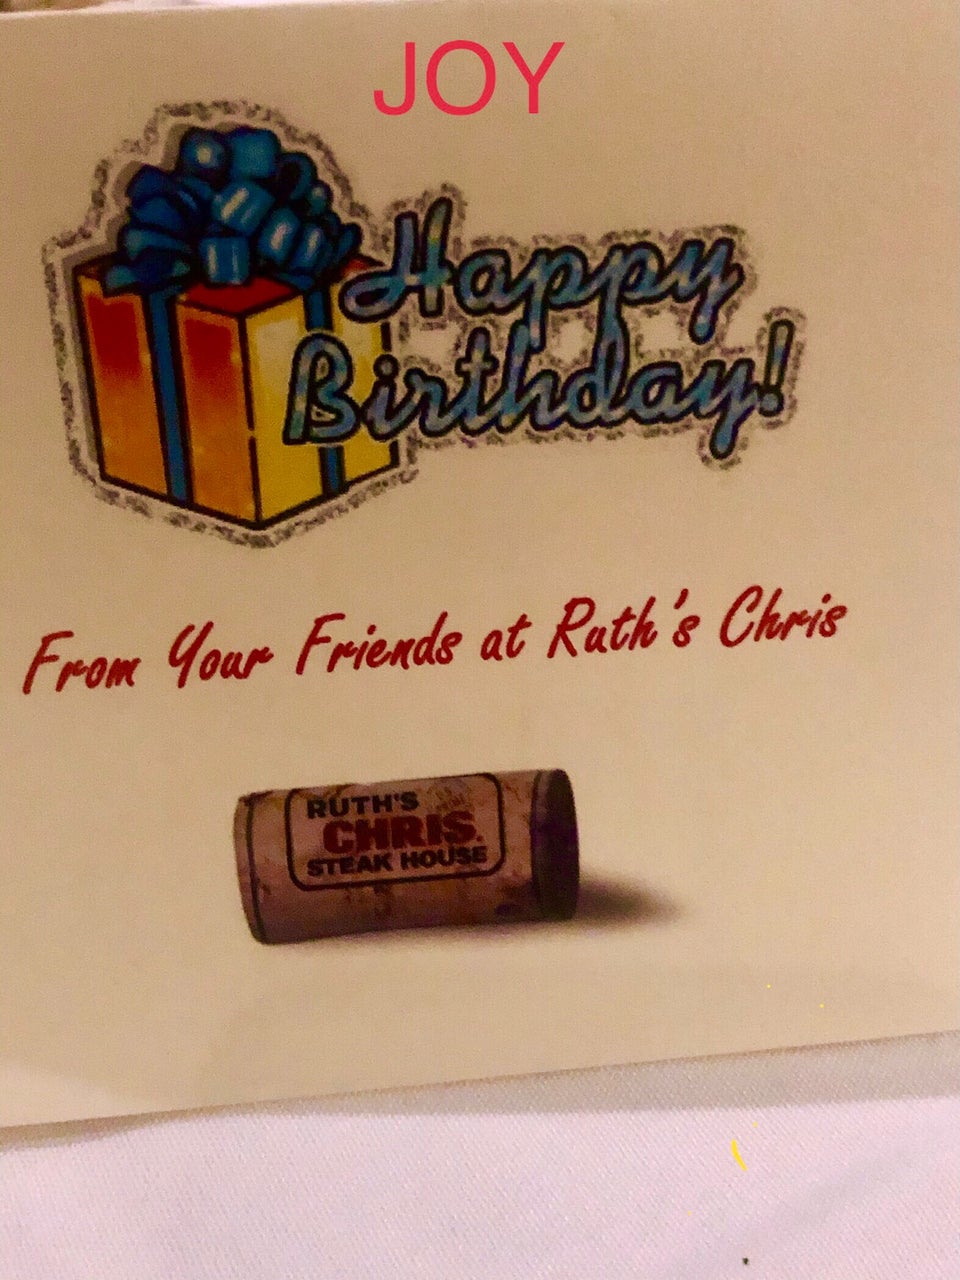 JOY
Happy
Birthday!
From Your Friends at Ruth's Chris
RUTH'S
CHRIS.
STEAK HOUSE